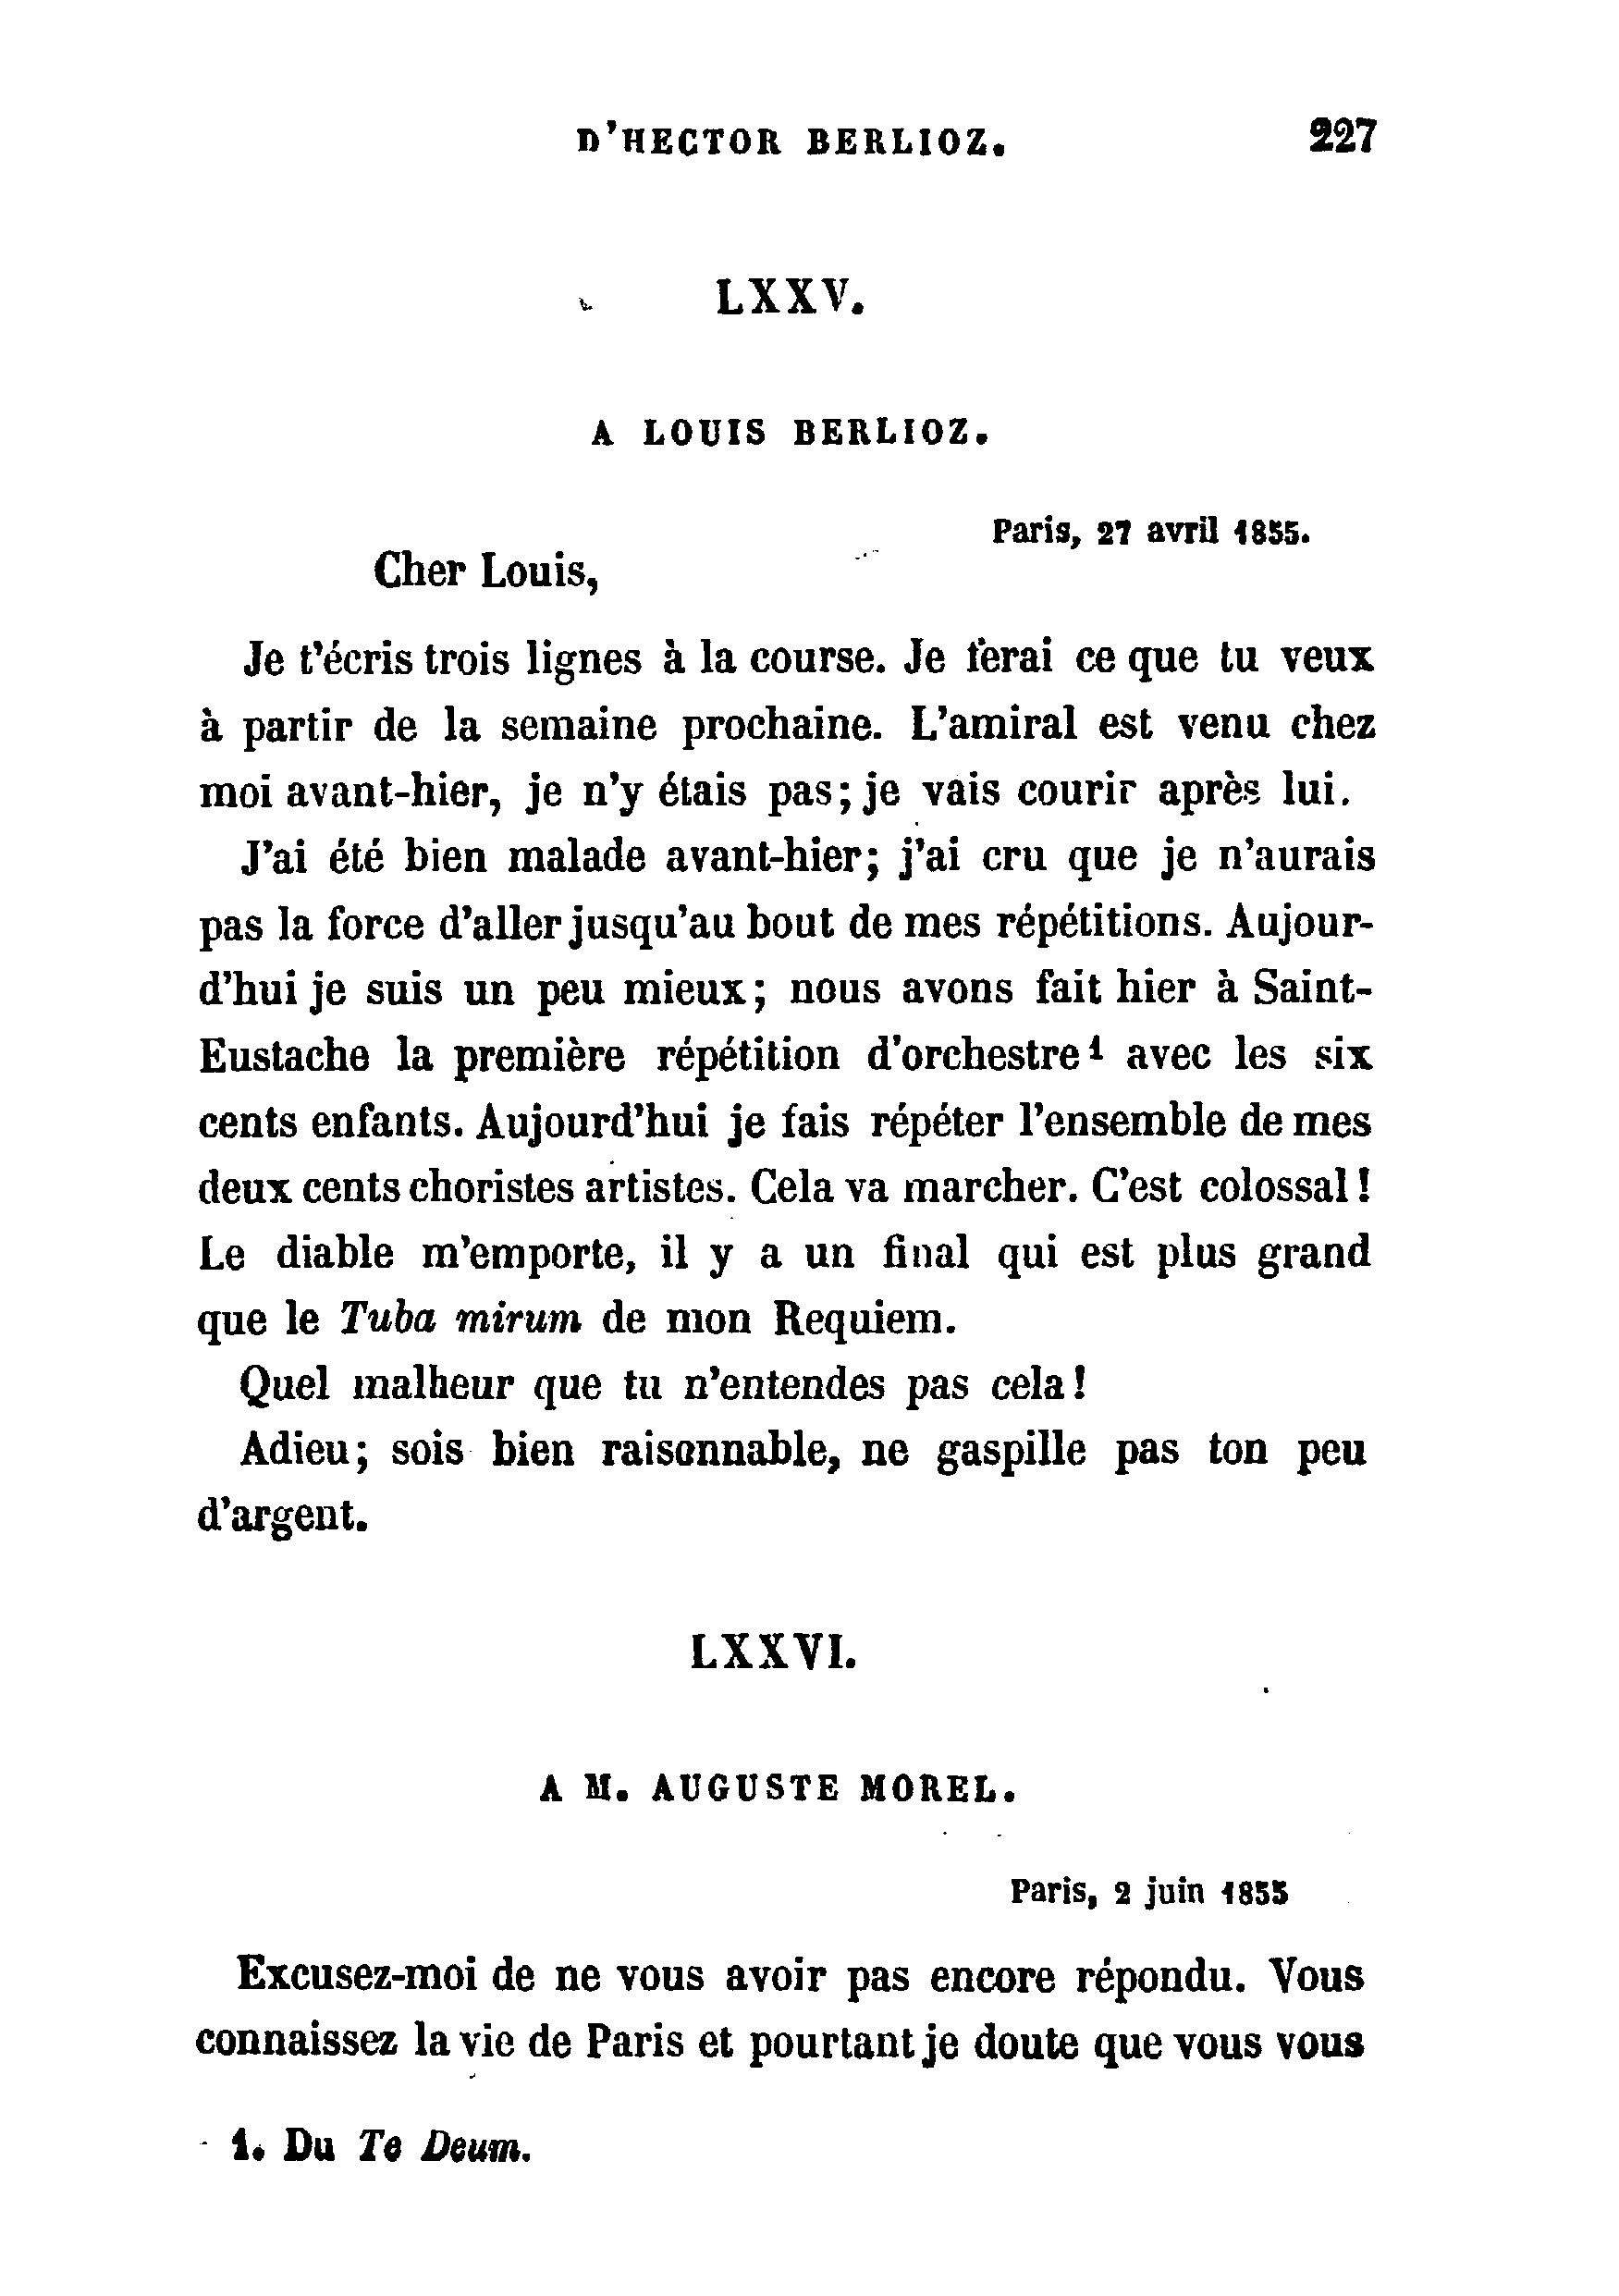 D'HECTOR BERLIOZ. 227
LXXV.
A LOUIS BERLIOZ.
Paris, 27 avril 1855.
Cher Louis,
Je t'écris trois lignes à la course. Je ferai ce que tu veux
à partir de la semaine prochaine. L'amiral est venu chez
moi avant-hier, je n'y étais pas; je vais courir après lui.
J'ai été bien malade avant-hier; j'ai cru que je n'aurais
pas la force d'aller jusqu'au bout de mes répétitions. Aujour-
d'hui je suis un peu mieux; nous avons fait hier à Saint-
Eustache la première répétition d'orchestre¹ avec les six
cents enfants. Aujourd'hui je fais répéter l'ensemble de mes
deux cents choristes artistes. Cela va marcher. C'est colossal!
Le diable m'emporte, il y a un final qui est plus grand
que le Tuba mirum de mon Requiem.
Quel malheur que tu n'entendes pas cela!
Adieu; sois bien raisonnable, ne gaspille pas ton peu
d'argent.
LXXVI.
A M. AUGUSTE MOREL.
Paris, 2 juin 1855
Excusez-moi de ne vous avoir pas encore répondu. Vous
connaissez la vie de Paris et pourtant je doute que vous vous
1. Du Te Deum.